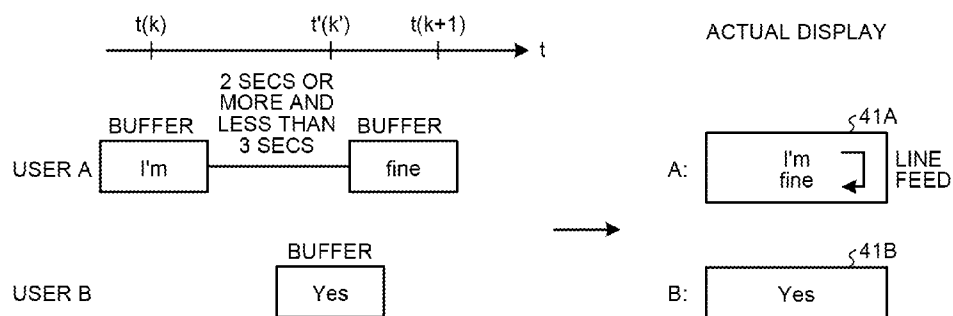 t(k) t'(k') t(k+1)
t
ACTUAL DISPLAY
2 SECS OR
MORE AND
LESS THAN
3 SECS
BUFFER BUFFER
USER A I'm fine
41A
A: I'm
fine
LINE
FEED
BUFFER
USER B Yes
41B
B: Yes